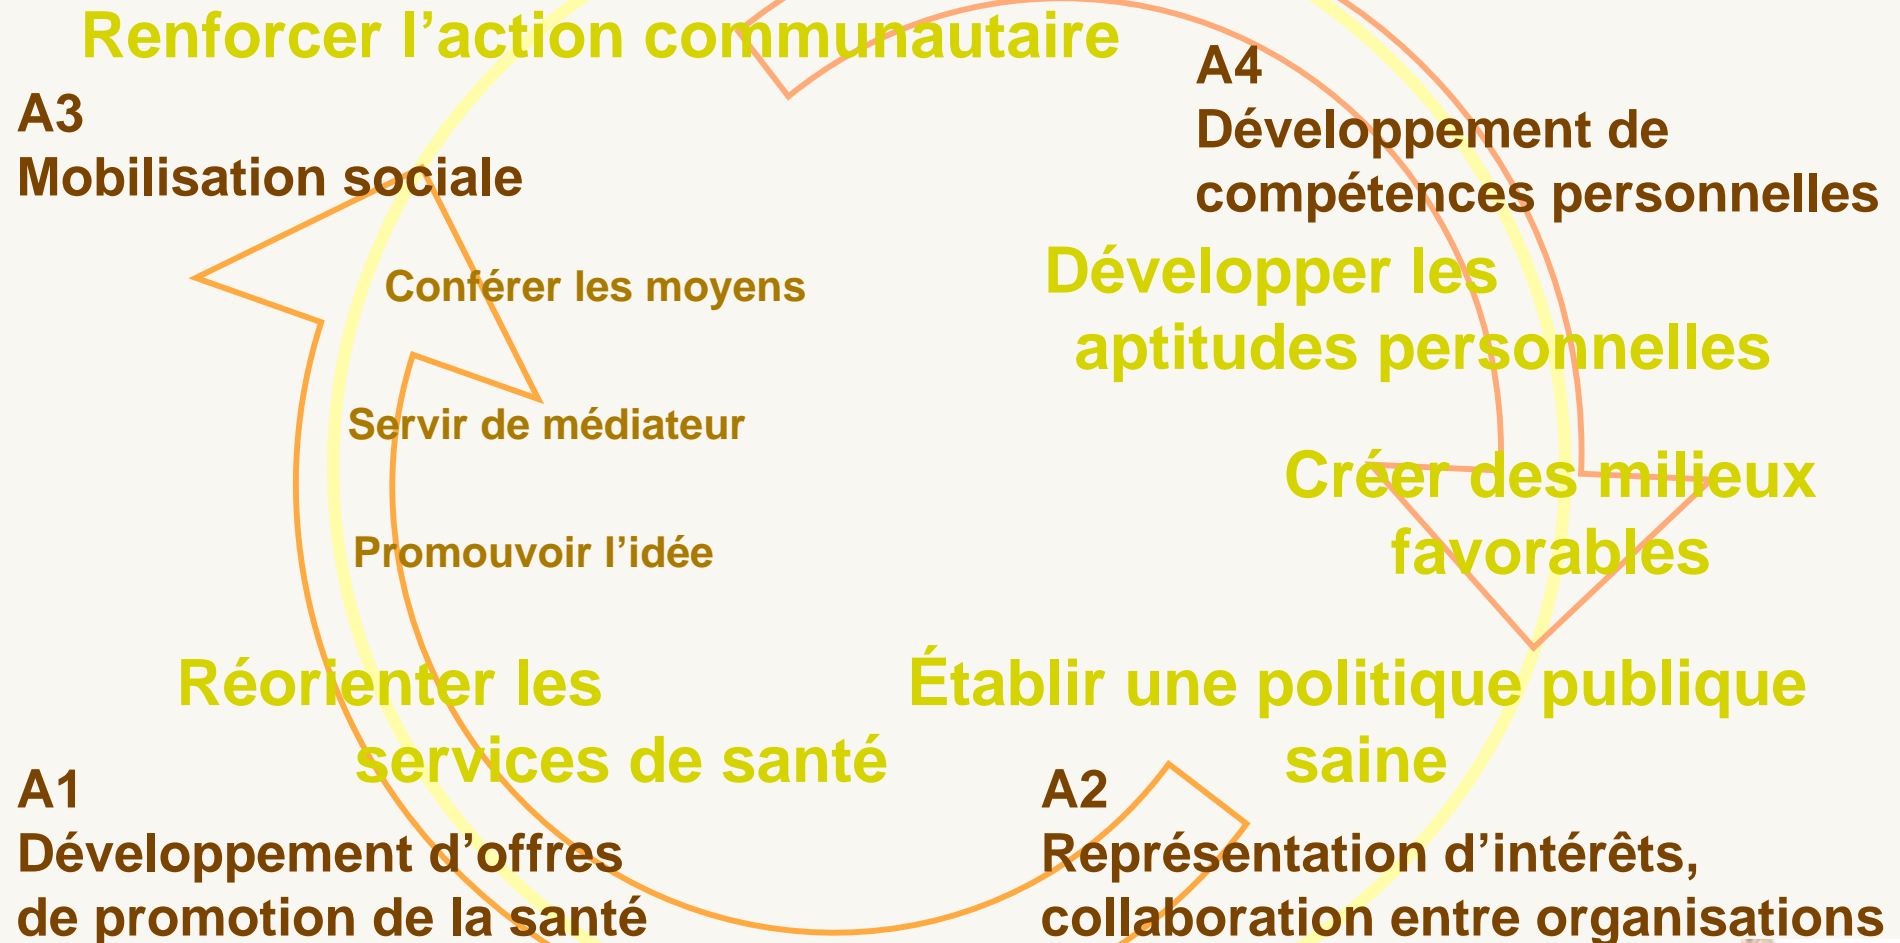 Renforcer l’action communautaire
A3
Mobilisation sociale
A4
Développement de
compétences personnelles
Conférer les moyens
Développer les
aptitudes personnelles
Servir de médiateur
Créer des milieux
favorables
Promouvoir l’idée
Réorienter les
services de santé
Établir une politique publique
saine
A1
Développement d’offres
de promotion de la santé
A2
Représentation d’intérêts,
collaboration entre organisations